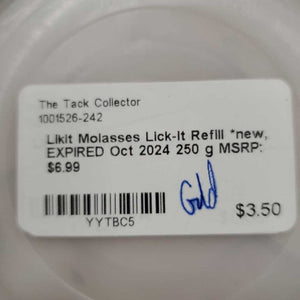 The Tack Collector
1001526-242
Likit Molasses Lick-It Refill *new,
EXPIRED Oct 2024 250 g MSRP:
$6.99
YYTBC5
$3.50